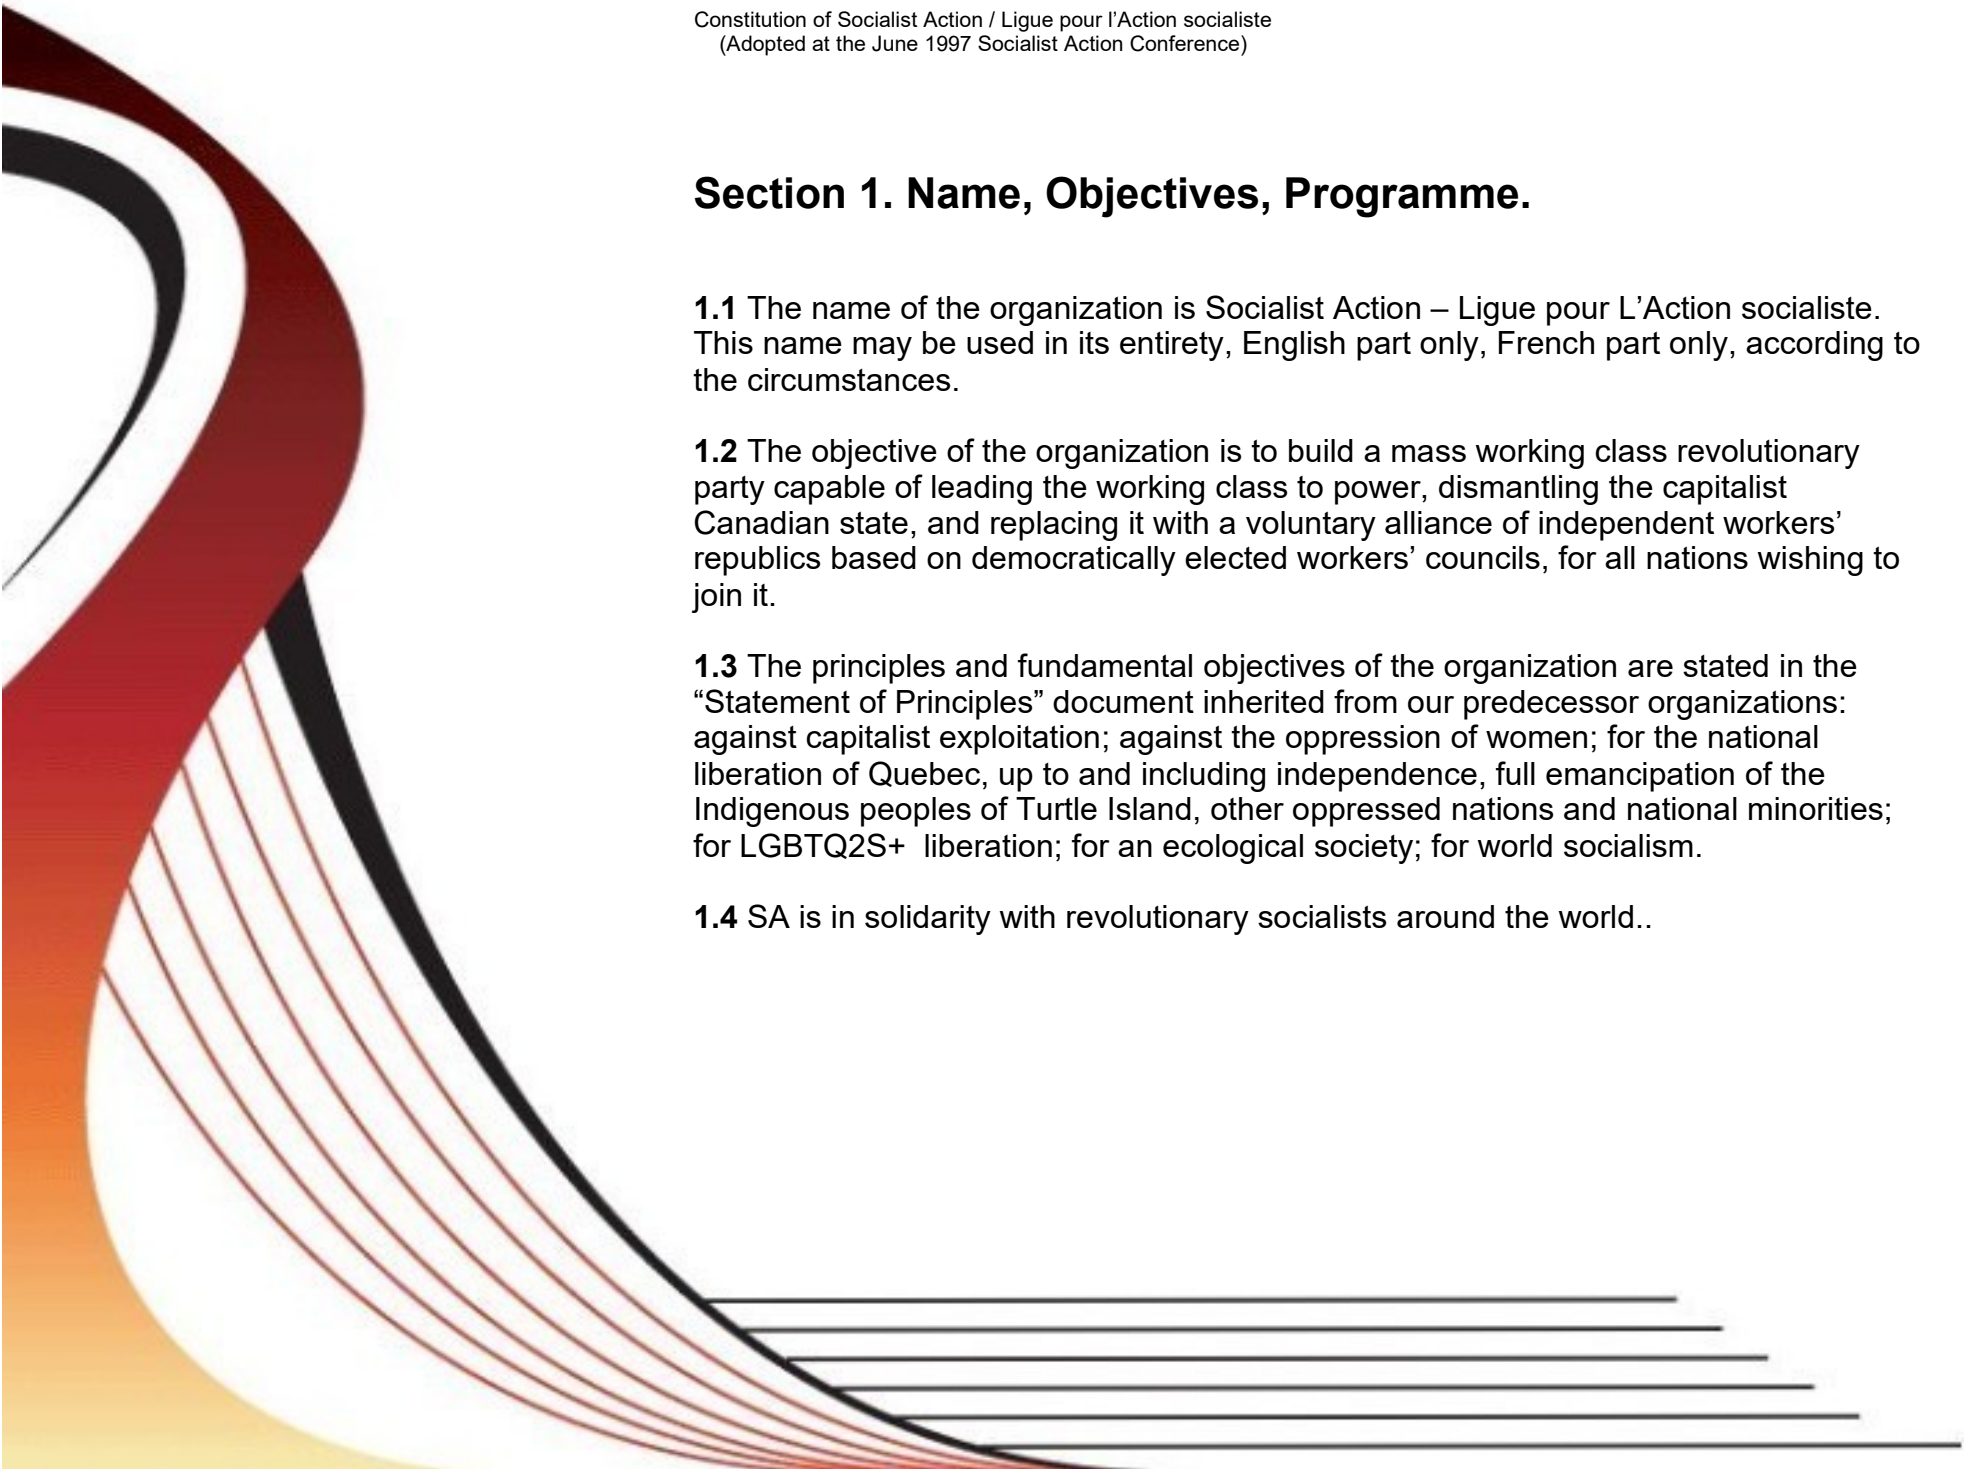 Constitution of Socialist Action / Ligue pour l’Action socialiste
(Adopted at the June 1997 Socialist Action Conference)
Section 1. Name, Objectives, Programme.
1.1 The name of the organization is Socialist Action – Ligue pour L’Action socialiste.
This name may be used in its entirety, English part only, French part only, according to
the circumstances.
1.2 The objective of the organization is to build a mass working class revolutionary
party capable of leading the working class to power, dismantling the capitalist
Canadian state, and replacing it with a voluntary alliance of independent workers’
republics based on democratically elected workers’ councils, for all nations wishing to
join it.
1.3 The principles and fundamental objectives of the organization are stated in the
“Statement of Principles” document inherited from our predecessor organizations:
against capitalist exploitation; against the oppression of women; for the national
liberation of Quebec, up to and including independence, full emancipation of the
Indigenous peoples of Turtle Island, other oppressed nations and national minorities;
for LGBTQ2S+  liberation; for an ecological society; for world socialism.
1.4 SA is in solidarity with revolutionary socialists around the world..